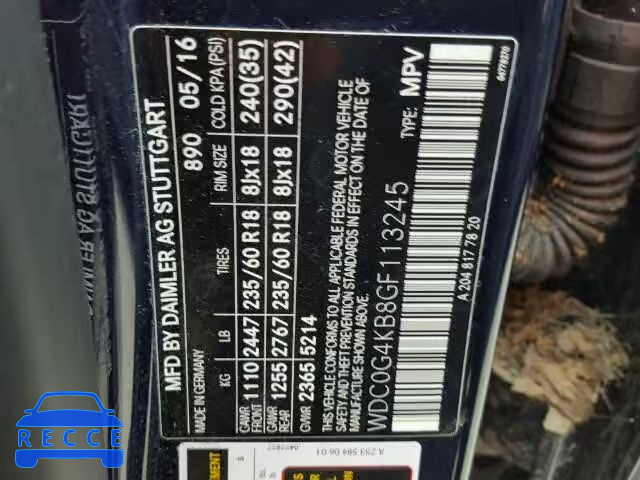 MFD BY DAIMLER AG STUTTGART
MADE IN GERMANY 890 05/16
KG LB TIRES RIM SIZE COLD KPA(PSI)
GAWR FRONT 1110 2447 235/60 R18 8Jx18 240(35)
GAWR REAR 1255 2767 235/60 R18 8Jx18 290(42)
GVWR 2365 5214
THIS VEHICLE CONFORMS TO ALL APPLICABLE FEDERAL MOTOR VEHICLE
SAFETY AND THEFT PREVENTION STANDARDS IN EFFECT ON THE DATE OF
MANUFACTURE SHOWN ABOVE.
WDC0G4KB8GF113245 TYPE: MPV
A 204 817 78 20
A 253 584 06 01
RECCE